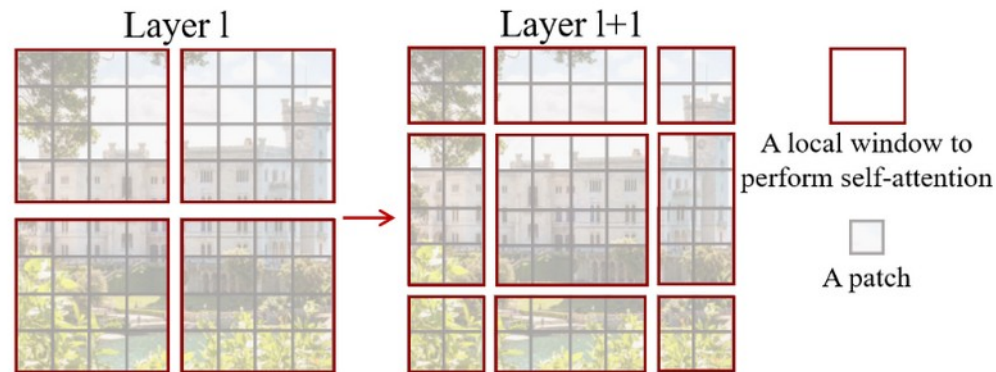 Layer l
Layer l+1
A local window to
perform self-attention
A patch